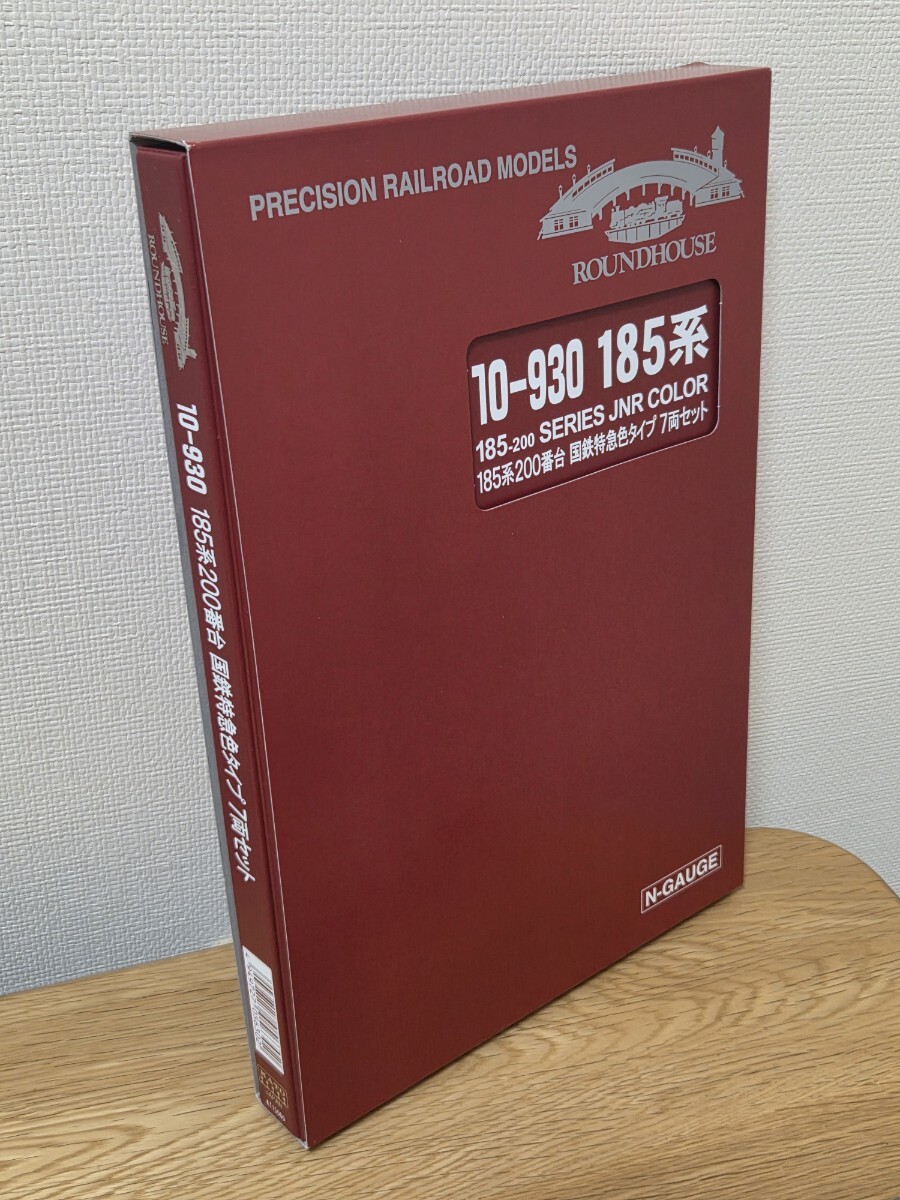 PRECISION RAILROAD MODELS
ROUNDHOUSE
10-930 185系
185-200 SERIES JNR COLOR
185系200番台 国鉄特急色タイプ 7両セット
N-GAUGE
ROUNDHOUSE
10-930 185系200番台 国鉄特急色タイプ 7両セット